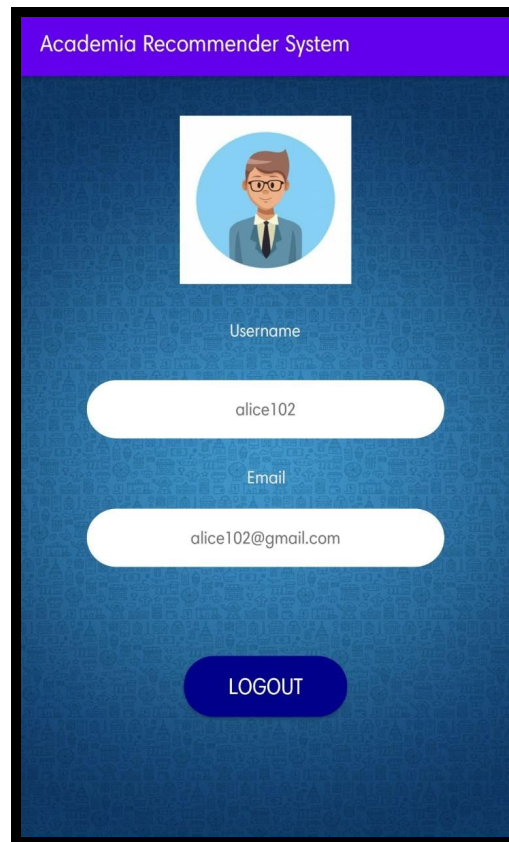 Academia Recommender System
Username
alice102
Email
alice102@gmail.com
LOGOUT